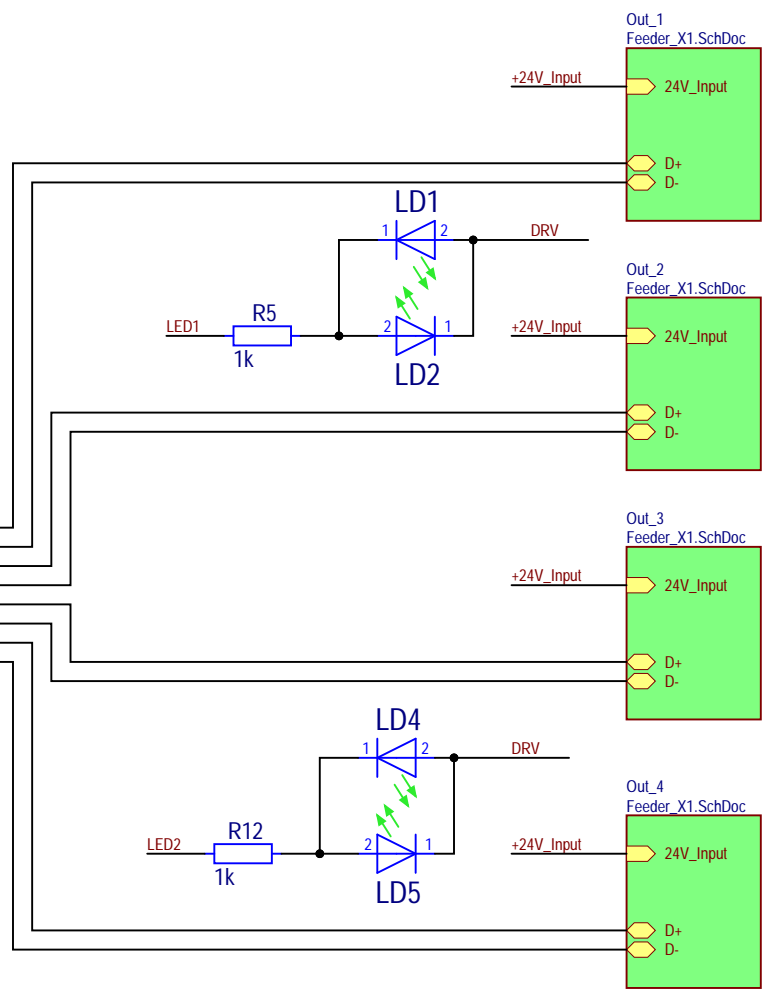 Out_1
Feeder_X1.SchDoc
+24V_Input
24V_Input
D+
D-
LD1
1
2
DRV
LED1
R5
1k
2
1
LD2
Out_2
Feeder_X1.SchDoc
+24V_Input
24V_Input
D+
D-
Out_3
Feeder_X1.SchDoc
+24V_Input
24V_Input
D+
D-
LD4
1
2
DRV
LED2
R12
1k
2
1
LD5
Out_4
Feeder_X1.SchDoc
+24V_Input
24V_Input
D+
D-